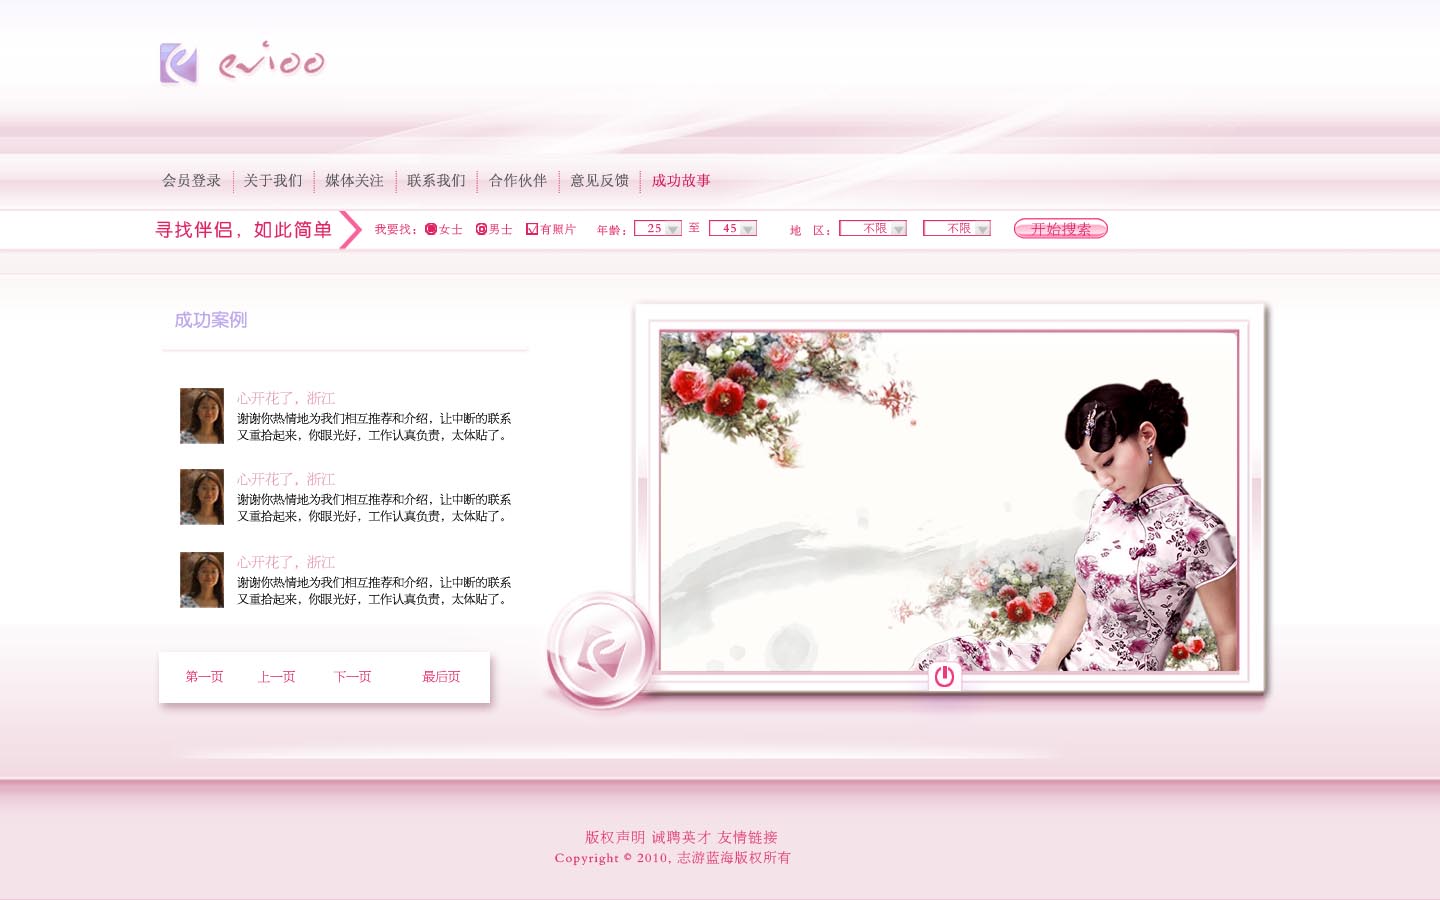 evioo
会员登录 关于我们 媒体关注 联系我们 合作伙伴 意见反馈 成功故事
寻找伴侣，如此简单 我要找： 女士 男士 有照片 年龄： 25 至 45 地 区： 不限 不限 开始搜索
成功案例
心开花了，浙江
谢谢你热情地为我们相互推荐和介绍，让中断的联系
又重拾起来，你眼光好，工作认真负责，太体贴了。
心开花了，浙江
谢谢你热情地为我们相互推荐和介绍，让中断的联系
又重拾起来，你眼光好，工作认真负责，太体贴了。
心开花了，浙江
谢谢你热情地为我们相互推荐和介绍，让中断的联系
又重拾起来，你眼光好，工作认真负责，太体贴了。
第一页 上一页 下一页 最后页
版权声明 诚聘英才 友情链接
Copyright © 2010, 志游蓝海版权所有